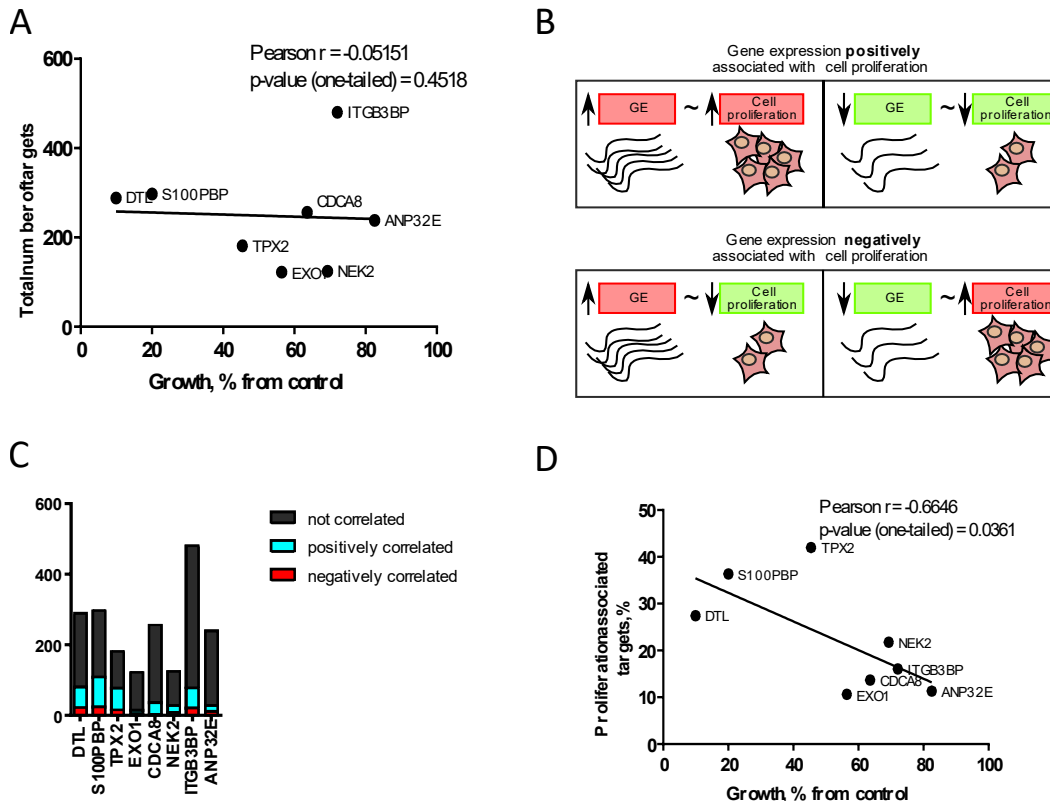 A
Pearson r = -0.05151
p-value (one-tailed) = 0.4518
600
400
200
0
Totalnum ber oftar gets
ITGB3BP
DTL
S100PBP
CDCA8
ANP32E
TPX2
EXO1
NEK2
0 20 40 60 80 100
Growth, % from control
B
Gene expression positively
associated with cell proliferation
GE ~ Cell proliferation
GE ~ Cell proliferation
Gene expression negatively
associated with cell proliferation
GE ~ Cell proliferation
GE ~ Cell proliferation
C
600
400
200
0
not correlated
positively correlated
negatively correlated
DTL
S100PBP
TPX2
EXO1
CDCA8
NEK2
ITGB3BP
ANP32E
D
Pearson r = -0.6646
p-value (one-tailed) = 0.0361
50
40
30
20
10
0
P rolifer ationassociated
targets, %
TPX2
S100PBP
DTL
NEK2
ITGB3BP
CDCA8
EXO1
ANP32E
0 20 40 60 80 100
Growth, % from control